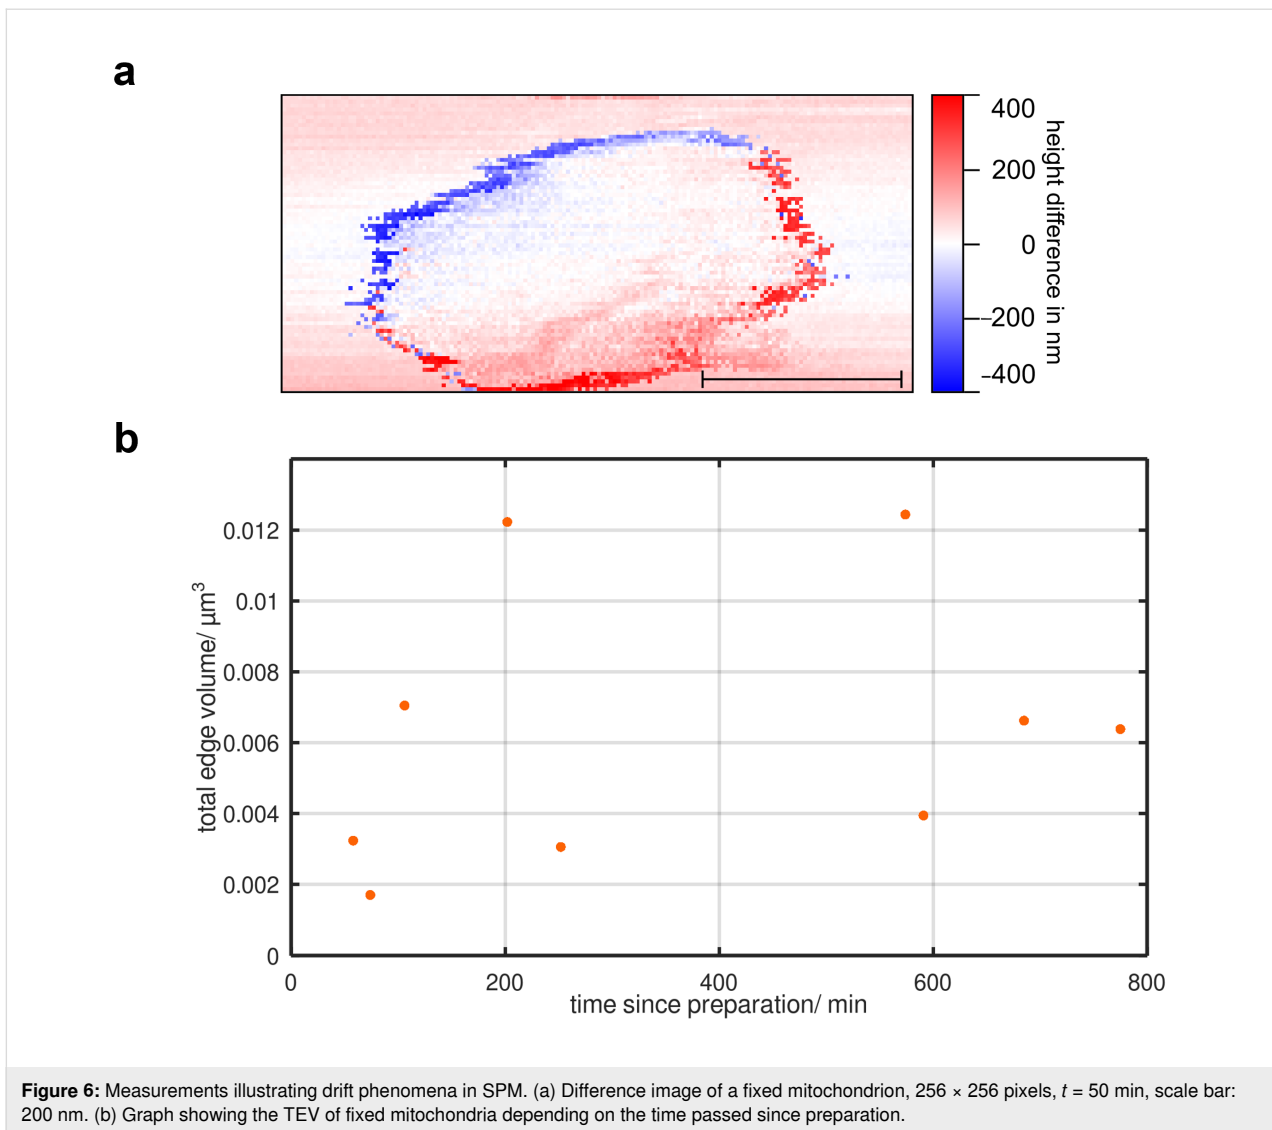 a
400
200
0
−200
−400
height difference in nm
b
0.012
0.01
0.008
0.006
0.004
0.002
0
total edge volume/ µm³
0 200 400 600 800
time since preparation/ min
Figure 6: Measurements illustrating drift phenomena in SPM. (a) Difference image of a fixed mitochondrion, 256 × 256 pixels, t = 50 min, scale bar:
200 nm. (b) Graph showing the TEV of fixed mitochondria depending on the time passed since preparation.